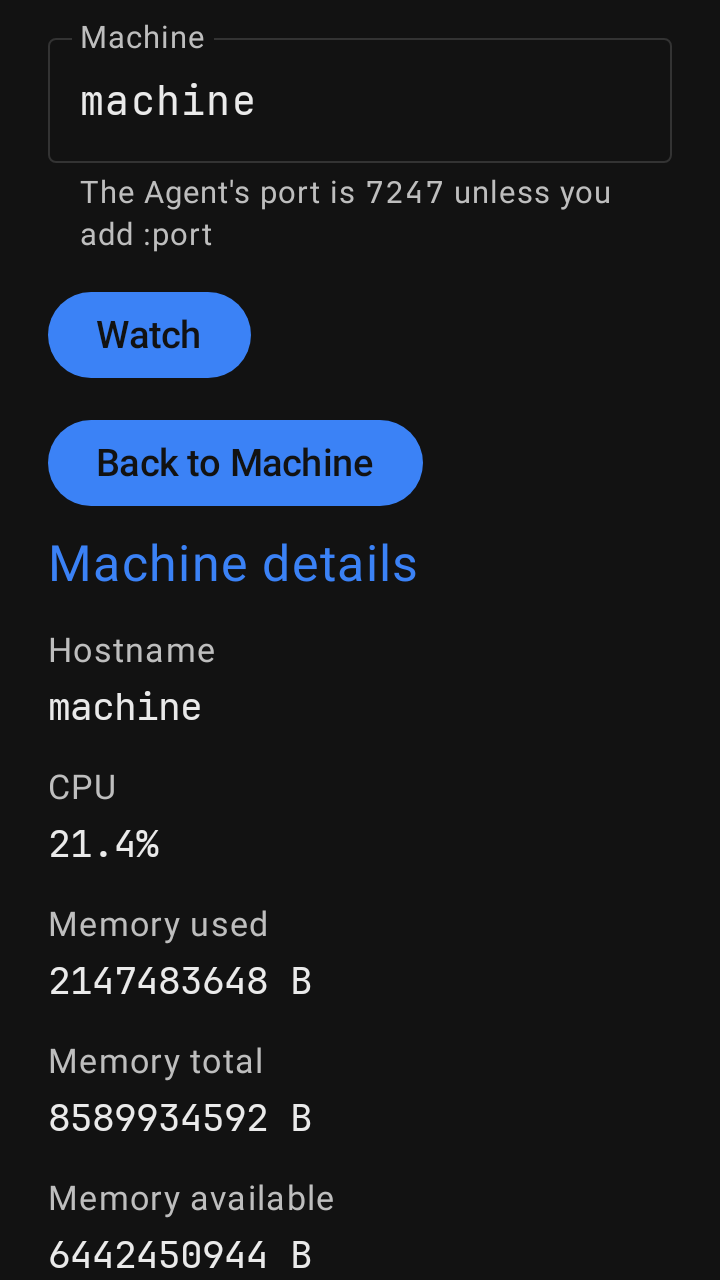 Machine
machine
The Agent's port is 7247 unless you
add :port
Watch
Back to Machine
Machine details
Hostname
machine
CPU
21.4%
Memory used
2147483648 B
Memory total
8589934592 B
Memory available
6442450944 B